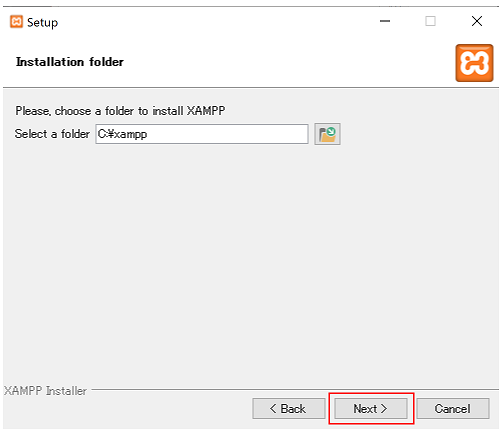 Setup
Installation folder
Please, choose a folder to install XAMPP
Select a folder C:¥xampp
XAMPP Installer
< Back Next > Cancel